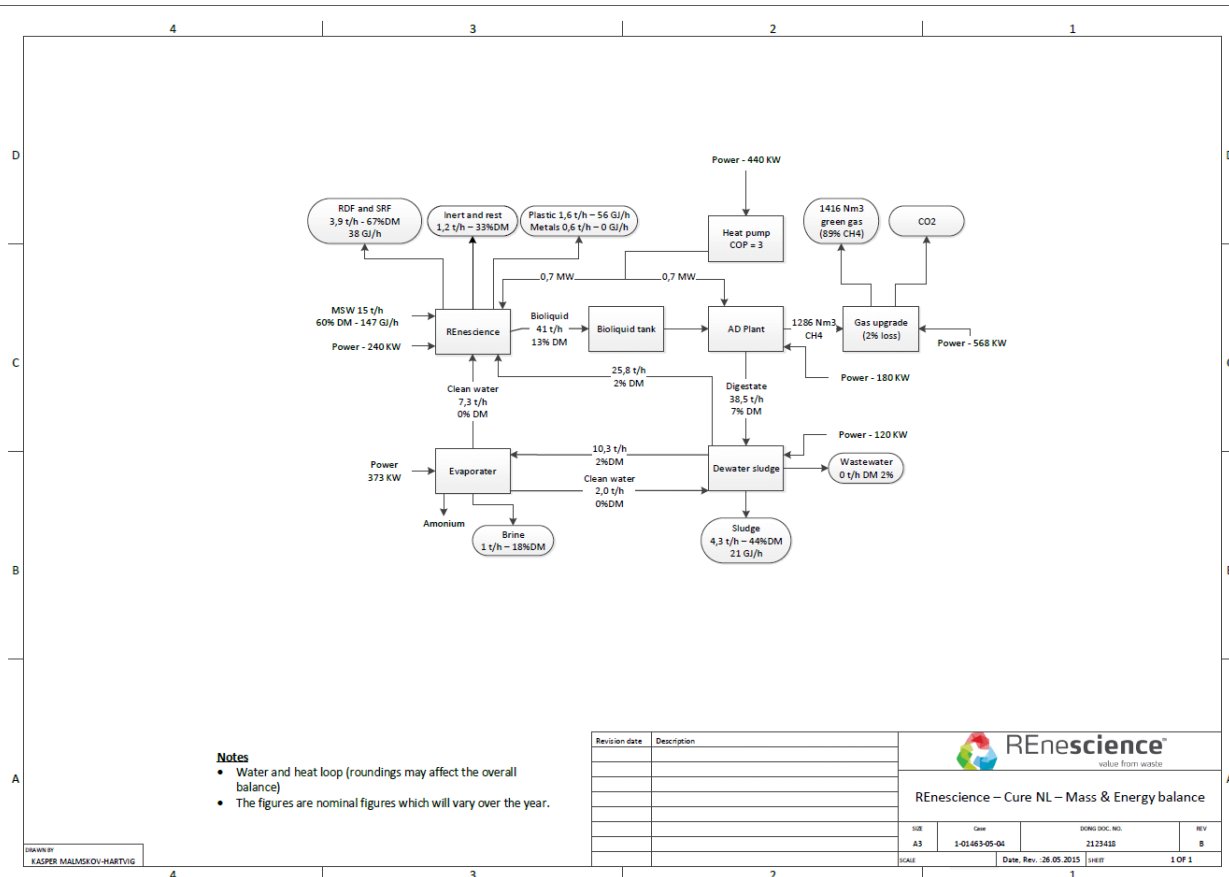 4
3
2
1
D
D
Power - 440 KW
RDF and SRF
3,9 t/h - 67%DM
38 GJ/h
Inert and rest
1,2 t/h – 33%DM
Plastic 1,6 t/h – 56 GJ/h
Metals 0,6 t/h – 0 GJ/h
Heat pump
COP = 3
1416 Nm3
green gas
(89% CH4)
CO2
0,7 MW
0,7 MW
MSW 15 t/h
60% DM - 147 GJ/h
REnescience
Bioliquid
41 t/h
13% DM
Bioliquid tank
AD Plant
1286 Nm3
CH4
Gas upgrade
(2% loss)
Power - 240 KW
Power - 568 KW
C
25,8 t/h
2% DM
Power - 180 KW
Clean water
7,3 t/h
0% DM
Digestate
38,5 t/h
7% DM
Power - 120 KW
10,3 t/h
2%DM
Power
373 KW
Evaporater
Clean water
2,0 t/h
0%DM
Dewater sludge
Wastewater
0 t/h DM 2%
Amonium
Brine
1 t/h – 18%DM
Sludge
4,3 t/h – 44%DM
21 GJ/h
B
Notes
• Water and heat loop (roundings may affect the overall
balance)
• The figures are nominal figures which will vary over the year.
Revision date Description
REnescience™
value from waste
A
REnescience – Cure NL – Mass & Energy balance
SIZE Case DONG DOC. NO. REV
A3 1-01463-05-04 2123418 B
SCALE Date, Rev. :26.05.2015 SHEET 1 OF 1
DRAWN BY
KASPER MALMSKOV-HARTVIG
4
3
2
1